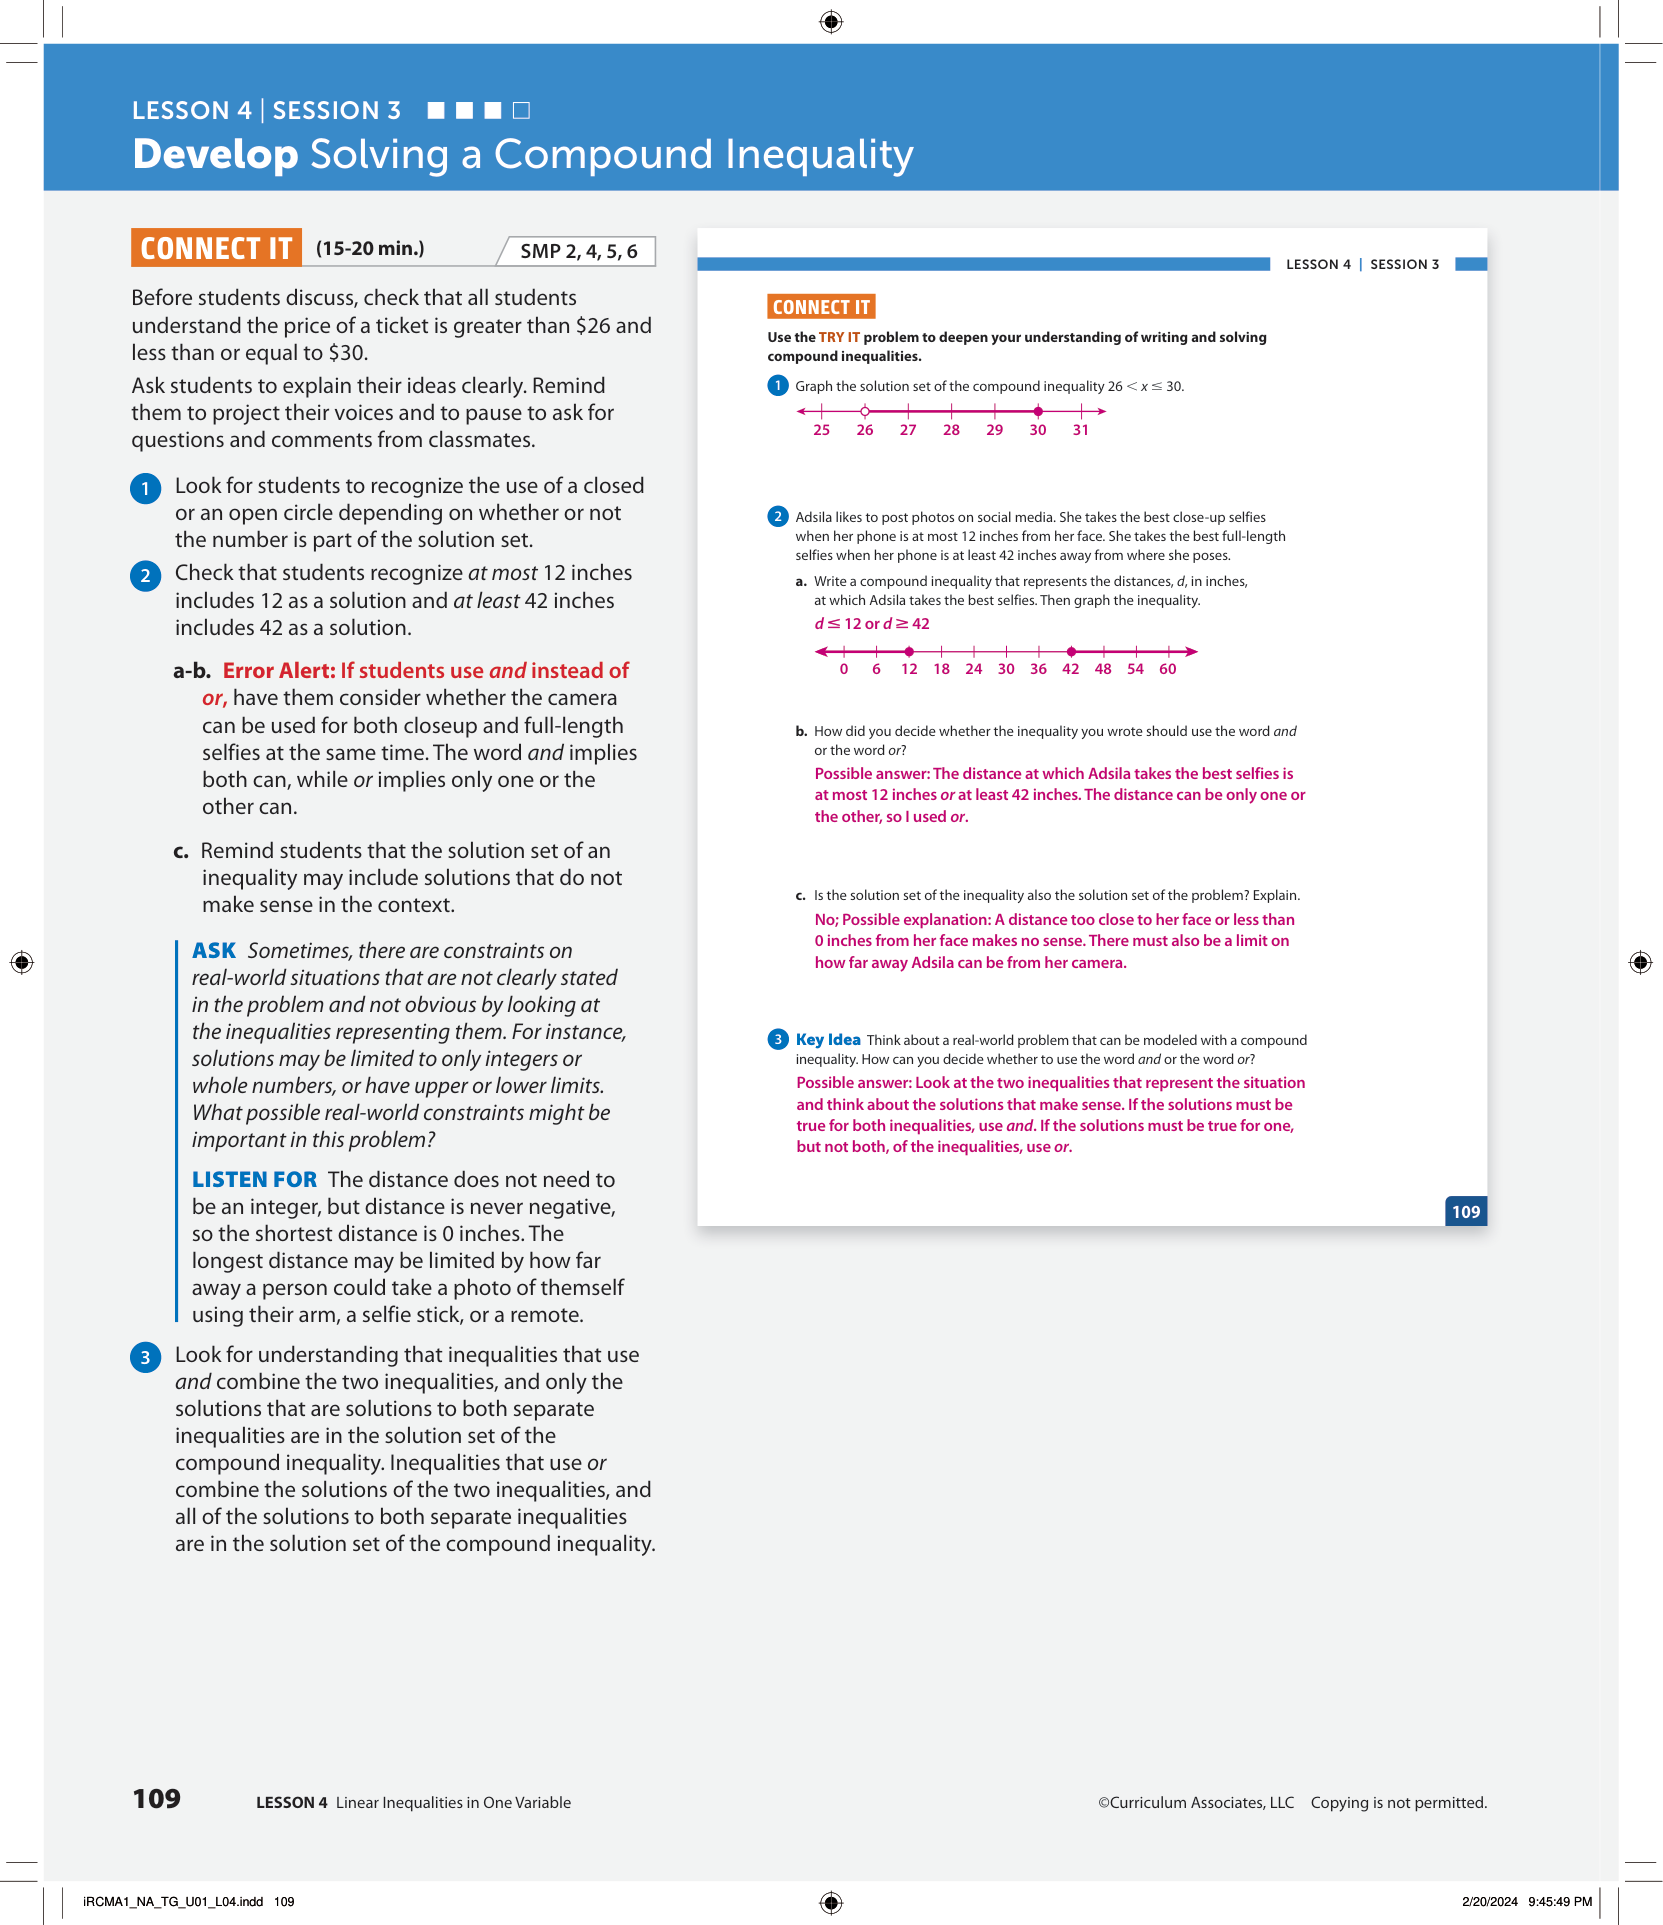 LESSON 4 | SESSION 3
Develop Solving a Compound Inequality
CONNECT IT (15-20 min.) SMP 2, 4, 5, 6
Before students discuss, check that all students
understand the price of a ticket is greater than $26 and
less than or equal to $30.
Ask students to explain their ideas clearly. Remind
them to project their voices and to pause to ask for
questions and comments from classmates.
1 Look for students to recognize the use of a closed
or an open circle depending on whether or not
the number is part of the solution set.
2 Check that students recognize at most 12 inches
includes 12 as a solution and at least 42 inches
includes 42 as a solution.
a-b. Error Alert: If students use and instead of
or, have them consider whether the camera
can be used for both closeup and full-length
selfies at the same time. The word and implies
both can, while or implies only one or the
other can.
c. Remind students that the solution set of an
inequality may include solutions that do not
make sense in the context.
ASK Sometimes, there are constraints on
real-world situations that are not clearly stated
in the problem and not obvious by looking at
the inequalities representing them. For instance,
solutions may be limited to only integers or
whole numbers, or have upper or lower limits.
What possible real-world constraints might be
important in this problem?
LISTEN FOR The distance does not need to
be an integer, but distance is never negative,
so the shortest distance is 0 inches. The
longest distance may be limited by how far
away a person could take a photo of themself
using their arm, a selfie stick, or a remote.
3 Look for understanding that inequalities that use
and combine the two inequalities, and only the
solutions that are solutions to both separate
inequalities are in the solution set of the
compound inequality. Inequalities that use or
combine the solutions of the two inequalities, and
all of the solutions to both separate inequalities
are in the solution set of the compound inequality.
LESSON 4 | SESSION 3
CONNECT IT
Use the TRY IT problem to deepen your understanding of writing and solving
compound inequalities.
1 Graph the solution set of the compound inequality 26 < x ≤ 30.
25 26 27 28 29 30 31
2 Adsila likes to post photos on social media. She takes the best close-up selfies
when her phone is at most 12 inches from her face. She takes the best full-length
selfies when her phone is at least 42 inches away from where she poses.
a. Write a compound inequality that represents the distances, d, in inches,
at which Adsila takes the best selfies. Then graph the inequality.
d ≤ 12 or d ≥ 42
0 6 12 18 24 30 36 42 48 54 60
b. How did you decide whether the inequality you wrote should use the word and
or the word or?
Possible answer: The distance at which Adsila takes the best selfies is
at most 12 inches or at least 42 inches. The distance can be only one or
the other, so I used or.
c. Is the solution set of the inequality also the solution set of the problem? Explain.
No; Possible explanation: A distance too close to her face or less than
0 inches from her face makes no sense. There must also be a limit on
how far away Adsila can be from her camera.
3 Key Idea Think about a real-world problem that can be modeled with a compound
inequality. How can you decide whether to use the word and or the word or?
Possible answer: Look at the two inequalities that represent the situation
and think about the solutions that make sense. If the solutions must be
true for both inequalities, use and. If the solutions must be true for one,
but not both, of the inequalities, use or.
109
109 LESSON 4 Linear Inequalities in One Variable ©Curriculum Associates, LLC Copying is not permitted.
iRCMA1_NA_TG_U01_L04.indd 109 2/20/2024 9:45:49 PM